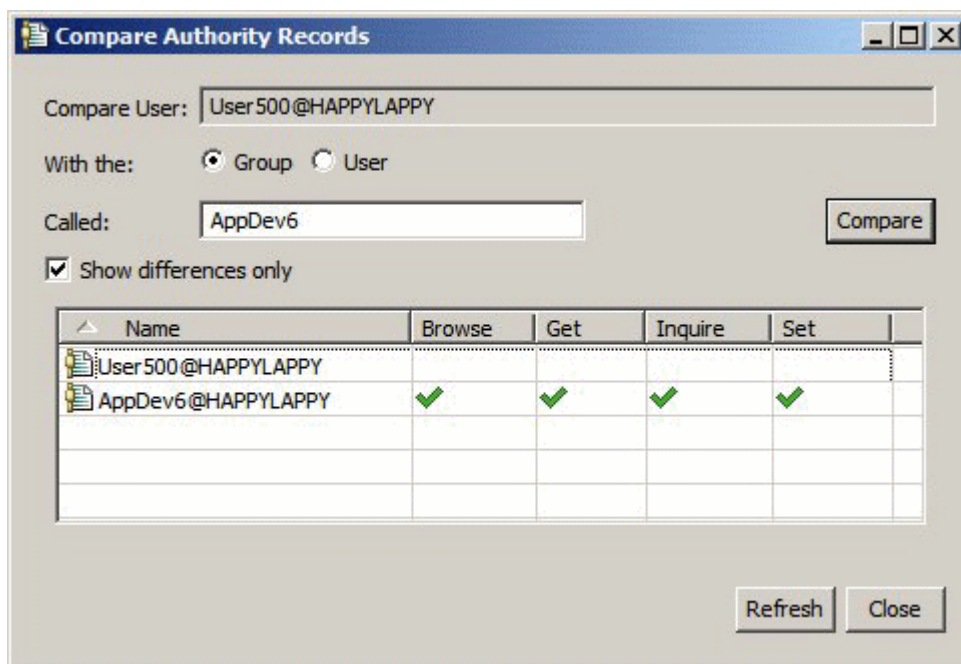 Compare Authority Records
Compare User: User500@HAPPYLAPPY
With the: Group User
Called: AppDev6 Compare
Show differences only
Name Browse Get Inquire Set
User500@HAPPYLAPPY
AppDev6@HAPPYLAPPY
Refresh Close